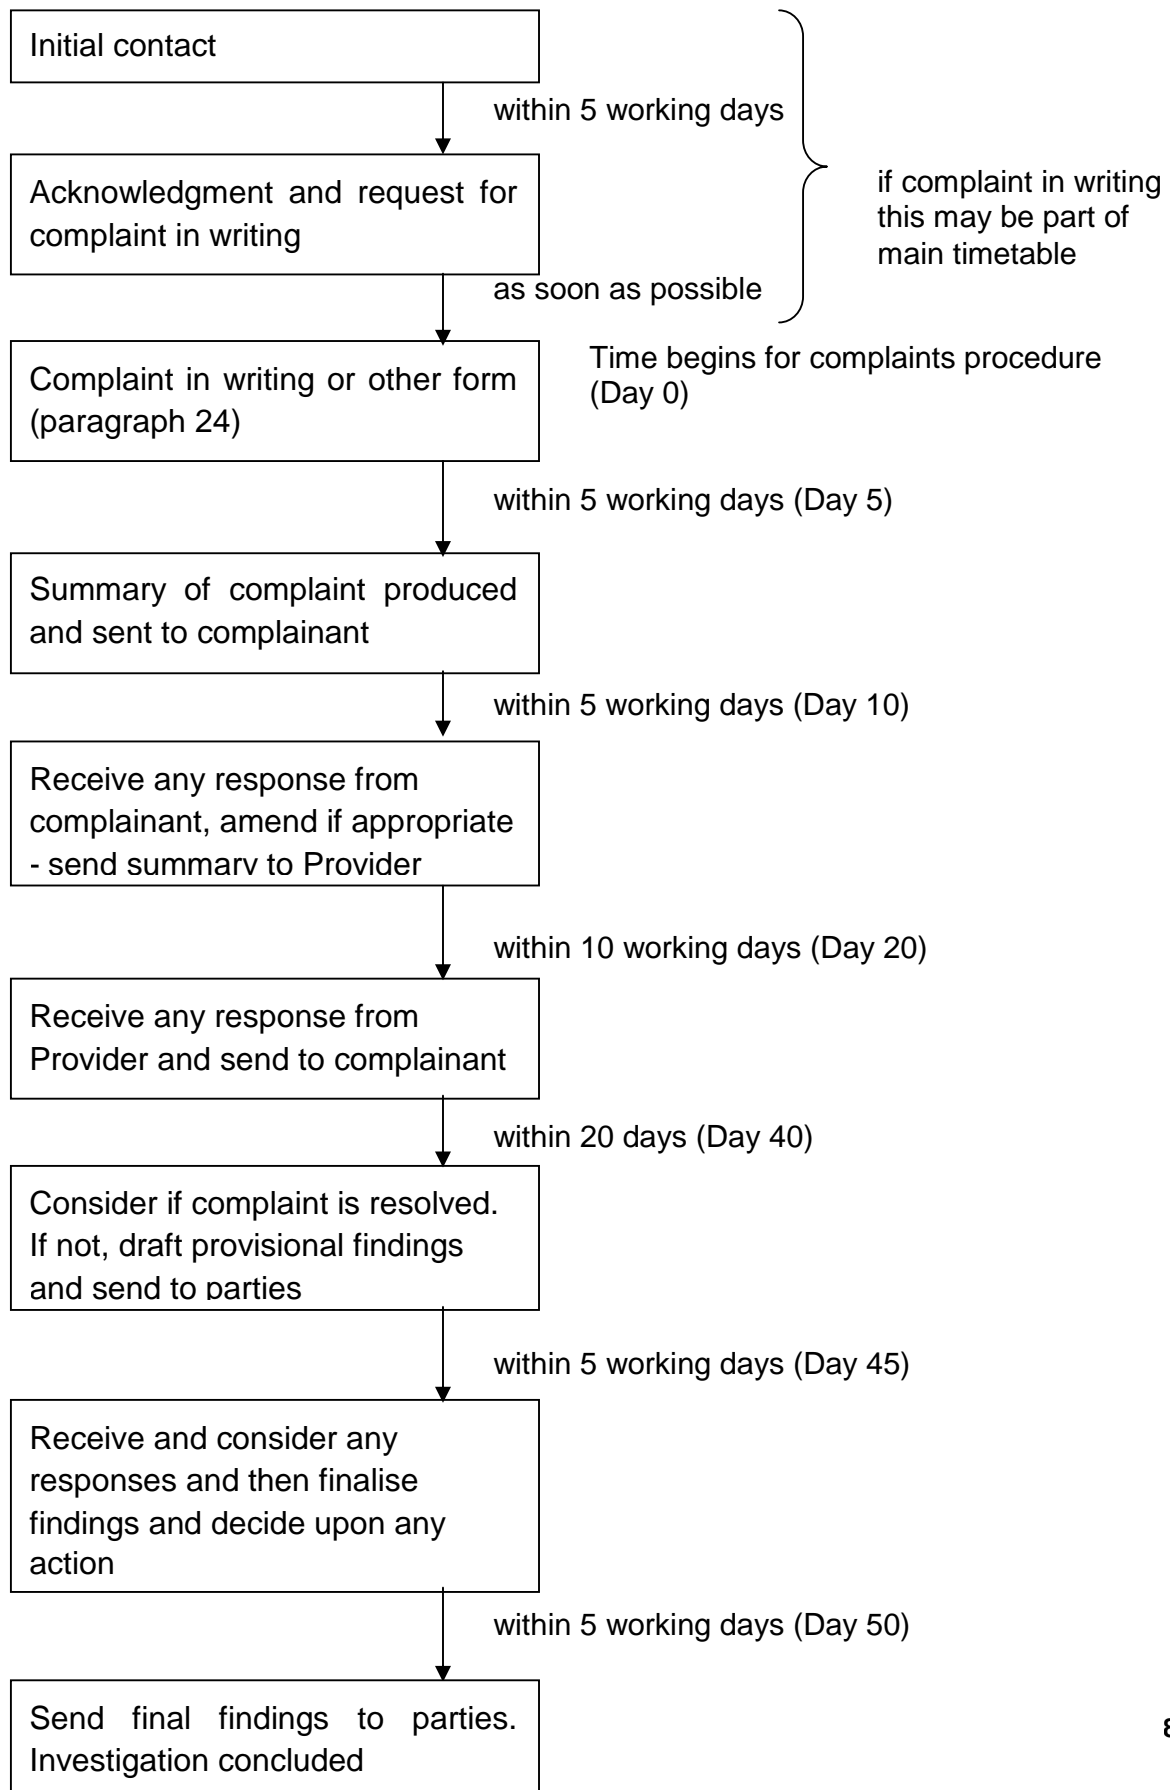 Initial contact
within 5 working days
Acknowledgment and request for
complaint in writing
if complaint in writing
this may be part of
main timetable
as soon as possible
Complaint in writing or other form
(paragraph 24)
Time begins for complaints procedure
(Day 0)
within 5 working days (Day 5)
Summary of complaint produced
and sent to complainant
within 5 working days (Day 10)
Receive any response from
complainant, amend if appropriate
- send summary to Provider
within 10 working days (Day 20)
Receive any response from
Provider and send to complainant
within 20 days (Day 40)
Consider if complaint is resolved.
If not, draft provisional findings
and send to parties
within 5 working days (Day 45)
Receive and consider any
responses and then finalise
findings and decide upon any
action
within 5 working days (Day 50)
Send final findings to parties.
Investigation concluded